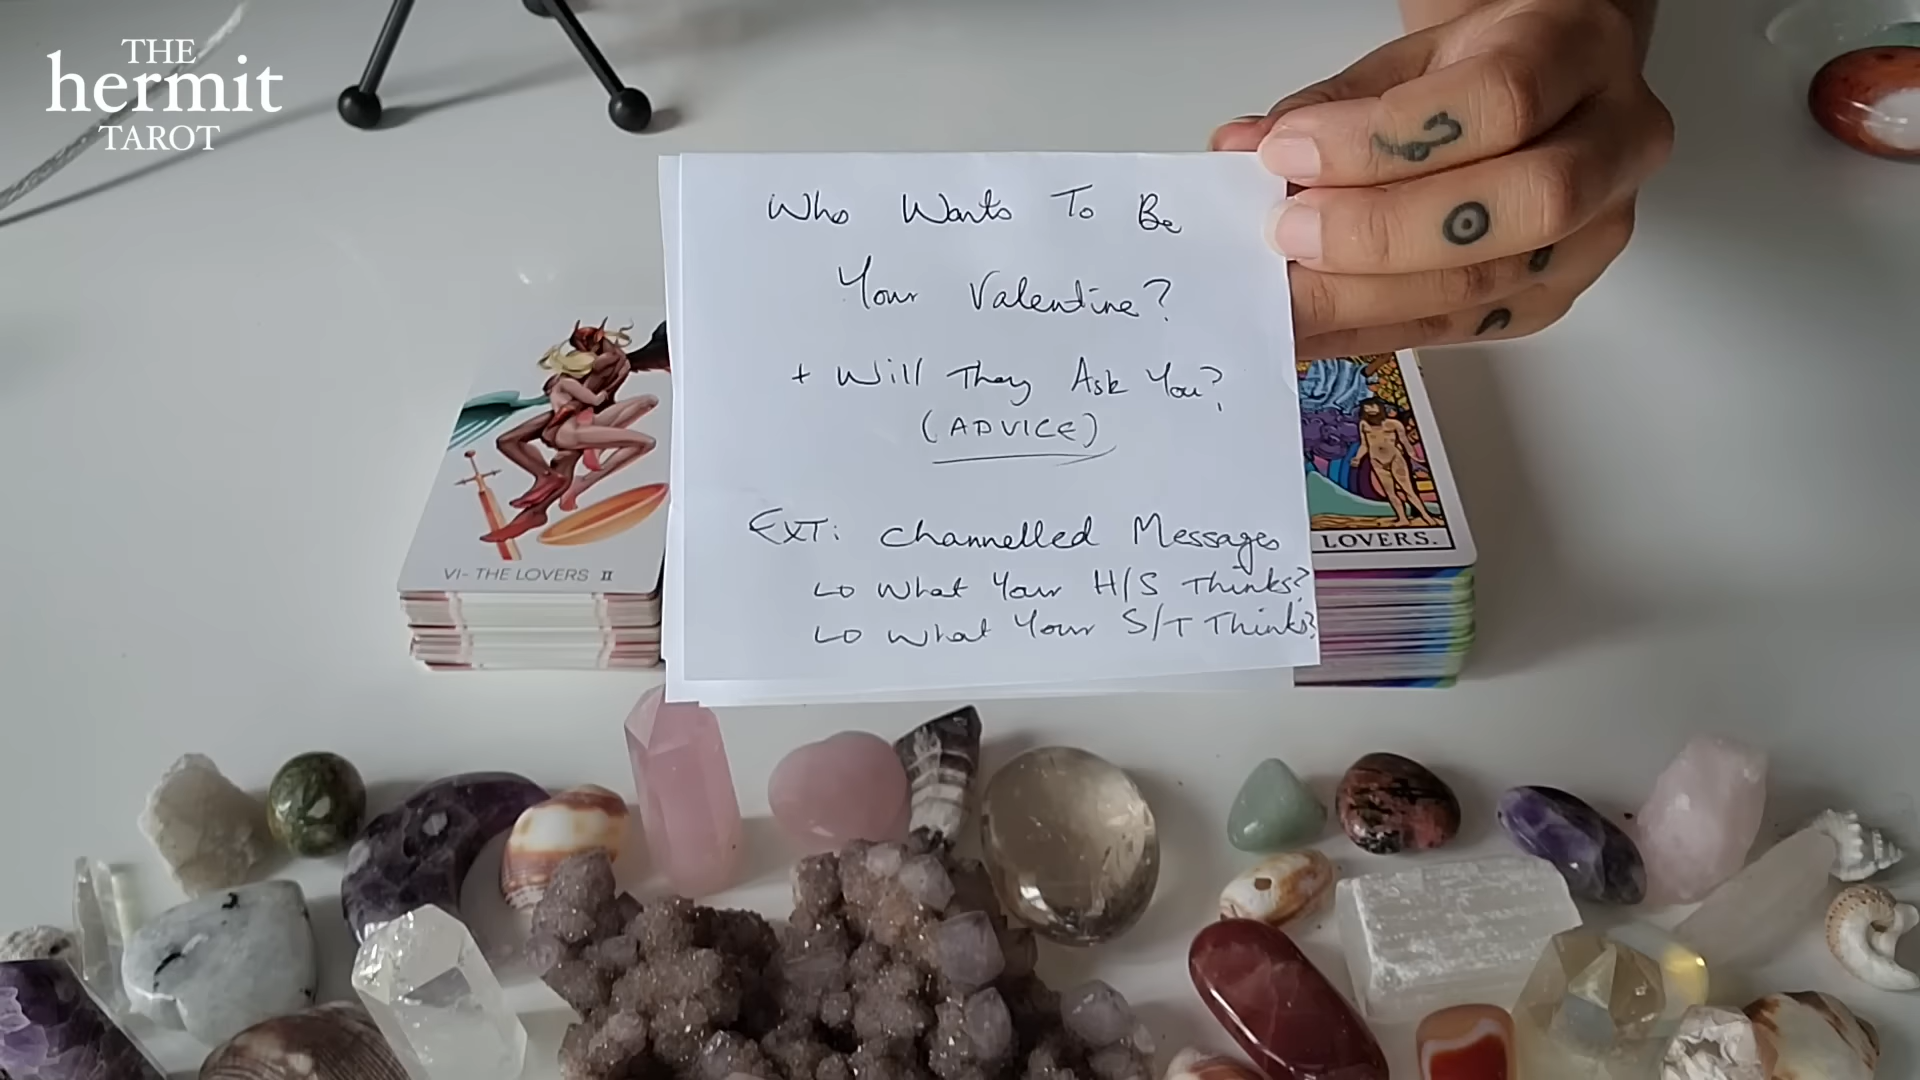 THE
hermit
TAROT
Who Wants To Be
Your Valentine?
+ Will They Ask You?
(ADVICE)
EXT: Channelled Messages
↳ What Your H/S Thinks?
↳ What Your S/T Thinks?
VI- THE LOVERS II
LOVERS.